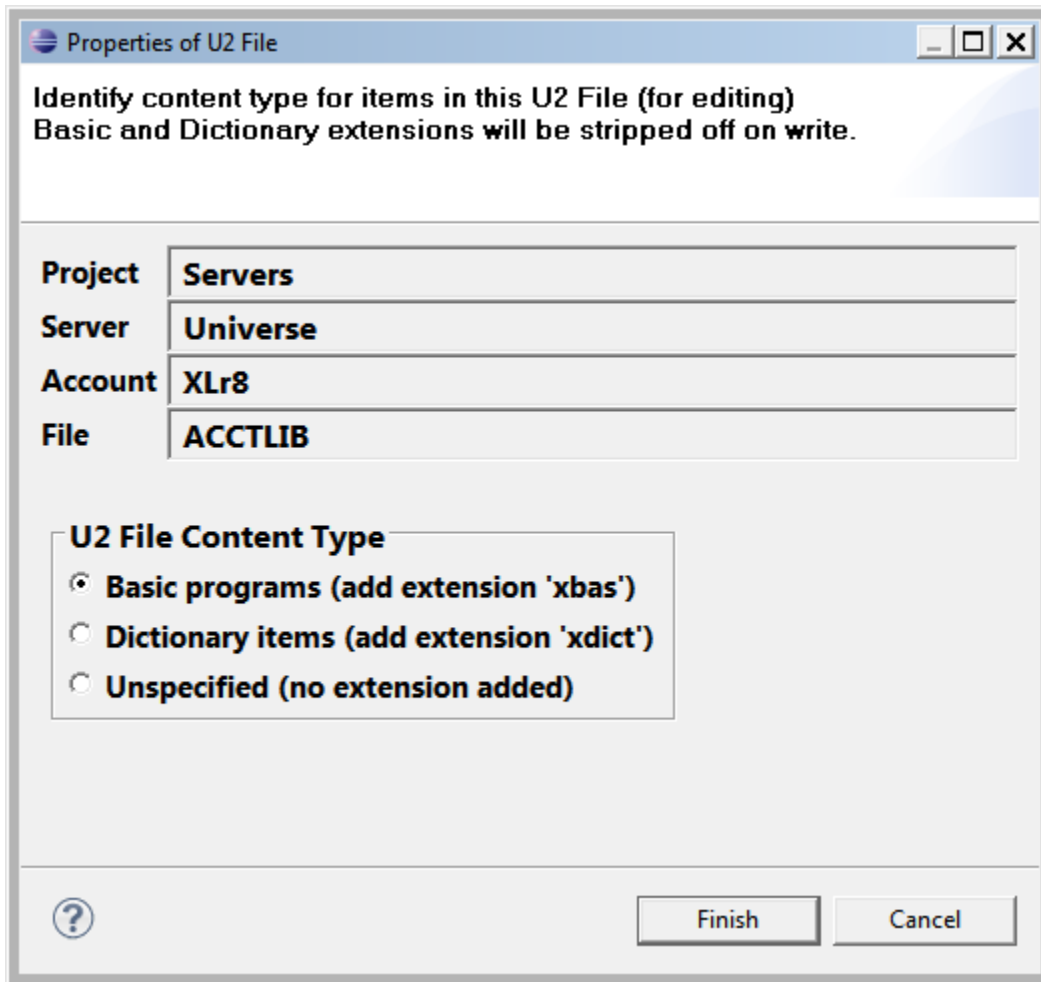 Properties of U2 File
Identify content type for items in this U2 File (for editing)
Basic and Dictionary extensions will be stripped off on write.
Project Servers
Server Universe
Account XLr8
File ACCTLIB
U2 File Content Type
Basic programs (add extension 'xbas')
Dictionary items (add extension 'xdict')
Unspecified (no extension added)
? Finish Cancel